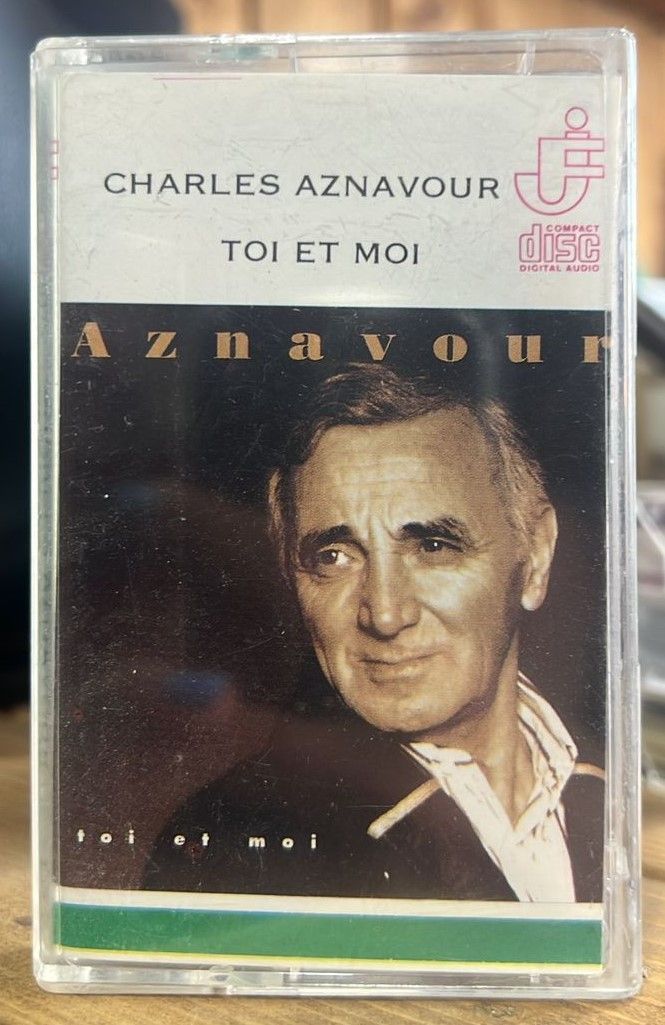 CHARLES AZNAVOUR
TOI ET MOI
COMPACT
disc
DIGITAL AUDIO
Aznavour
toi et moi